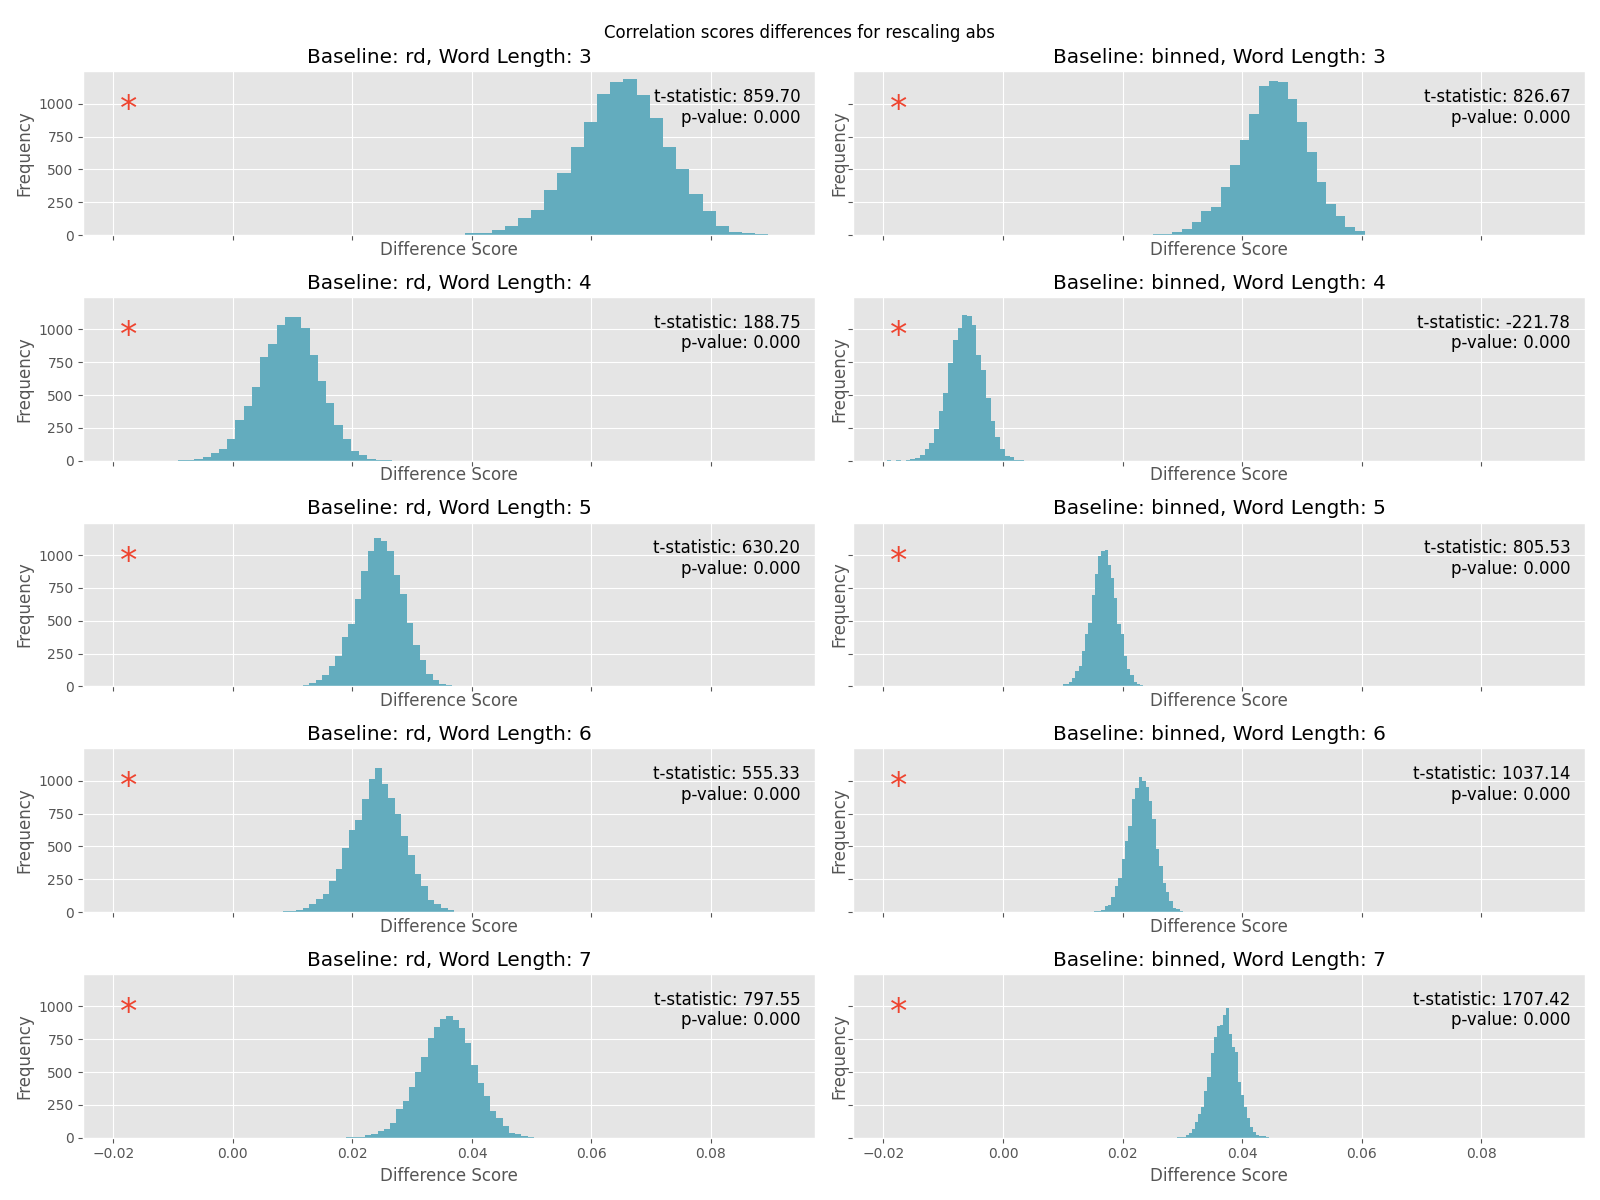 Correlation scores differences for rescaling abs
Baseline: rd, Word Length: 3
Baseline: binned, Word Length: 3
Frequency
1000
750
500
250
0
*
t-statistic: 859.70
p-value: 0.000
Difference Score
Frequency
*
t-statistic: 826.67
p-value: 0.000
Difference Score
Baseline: rd, Word Length: 4
Baseline: binned, Word Length: 4
Frequency
1000
750
500
250
0
*
t-statistic: 188.75
p-value: 0.000
Difference Score
Frequency
*
t-statistic: -221.78
p-value: 0.000
Difference Score
Baseline: rd, Word Length: 5
Baseline: binned, Word Length: 5
Frequency
1000
750
500
250
0
*
t-statistic: 630.20
p-value: 0.000
Difference Score
Frequency
*
t-statistic: 805.53
p-value: 0.000
Difference Score
Baseline: rd, Word Length: 6
Baseline: binned, Word Length: 6
Frequency
1000
750
500
250
0
*
t-statistic: 555.33
p-value: 0.000
Difference Score
Frequency
*
t-statistic: 1037.14
p-value: 0.000
Difference Score
Baseline: rd, Word Length: 7
Baseline: binned, Word Length: 7
Frequency
1000
750
500
250
0
*
t-statistic: 797.55
p-value: 0.000
−0.02 0.00 0.02 0.04 0.06 0.08
Difference Score
Frequency
*
t-statistic: 1707.42
p-value: 0.000
−0.02 0.00 0.02 0.04 0.06 0.08
Difference Score